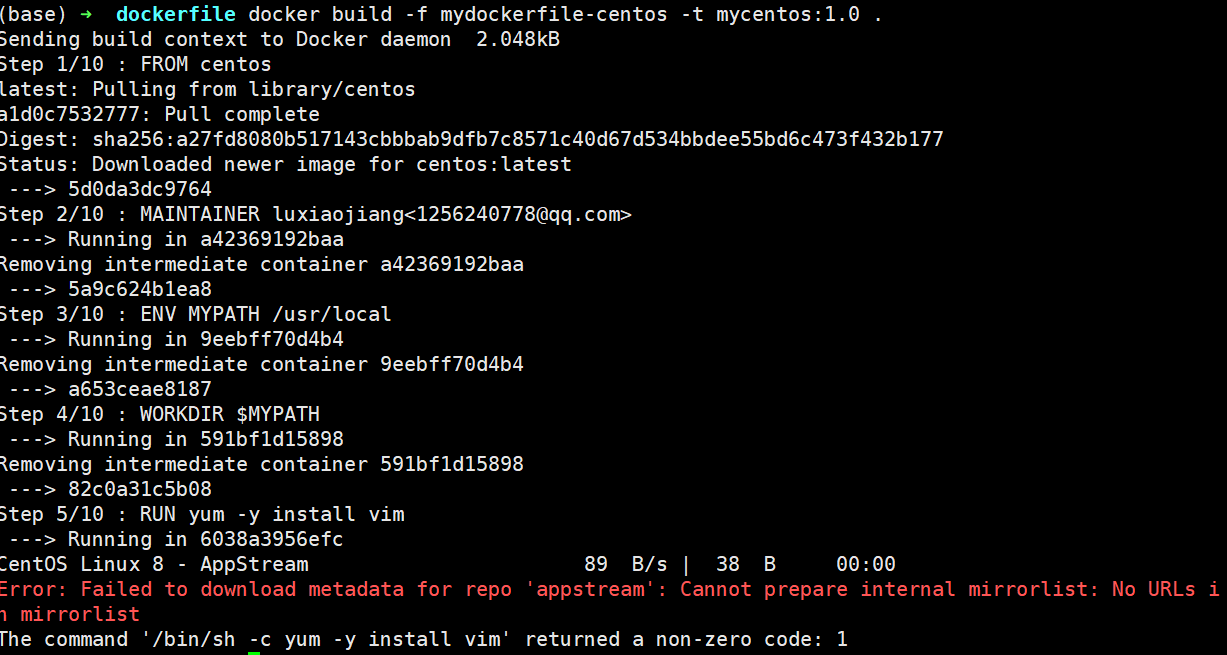 (base) → dockerfile docker build -f mydockerfile-centos -t mycentos:1.0 .
Sending build context to Docker daemon  2.048kB
Step 1/10 : FROM centos
latest: Pulling from library/centos
a1d0c7532777: Pull complete
Digest: sha256:a27fd8080b517143cbbbab9dfb7c8571c40d67d534bbdee55bd6c473f432b177
Status: Downloaded newer image for centos:latest
 ---> 5d0da3dc9764
Step 2/10 : MAINTAINER luxiaojiang<1256240778@qq.com>
 ---> Running in a42369192baa
Removing intermediate container a42369192baa
 ---> 5a9c624b1ea8
Step 3/10 : ENV MYPATH /usr/local
 ---> Running in 9eebff70d4b4
Removing intermediate container 9eebff70d4b4
 ---> a653ceae8187
Step 4/10 : WORKDIR $MYPATH
 ---> Running in 591bf1d15898
Removing intermediate container 591bf1d15898
 ---> 82c0a31c5b08
Step 5/10 : RUN yum -y install vim
 ---> Running in 6038a3956efc
CentOS Linux 8 - AppStream                       89  B/s |  38  B     00:00
Error: Failed to download metadata for repo 'appstream': Cannot prepare internal mirrorlist: No URLs i
n mirrorlist
The command '/bin/sh -c yum -y install vim' returned a non-zero code: 1